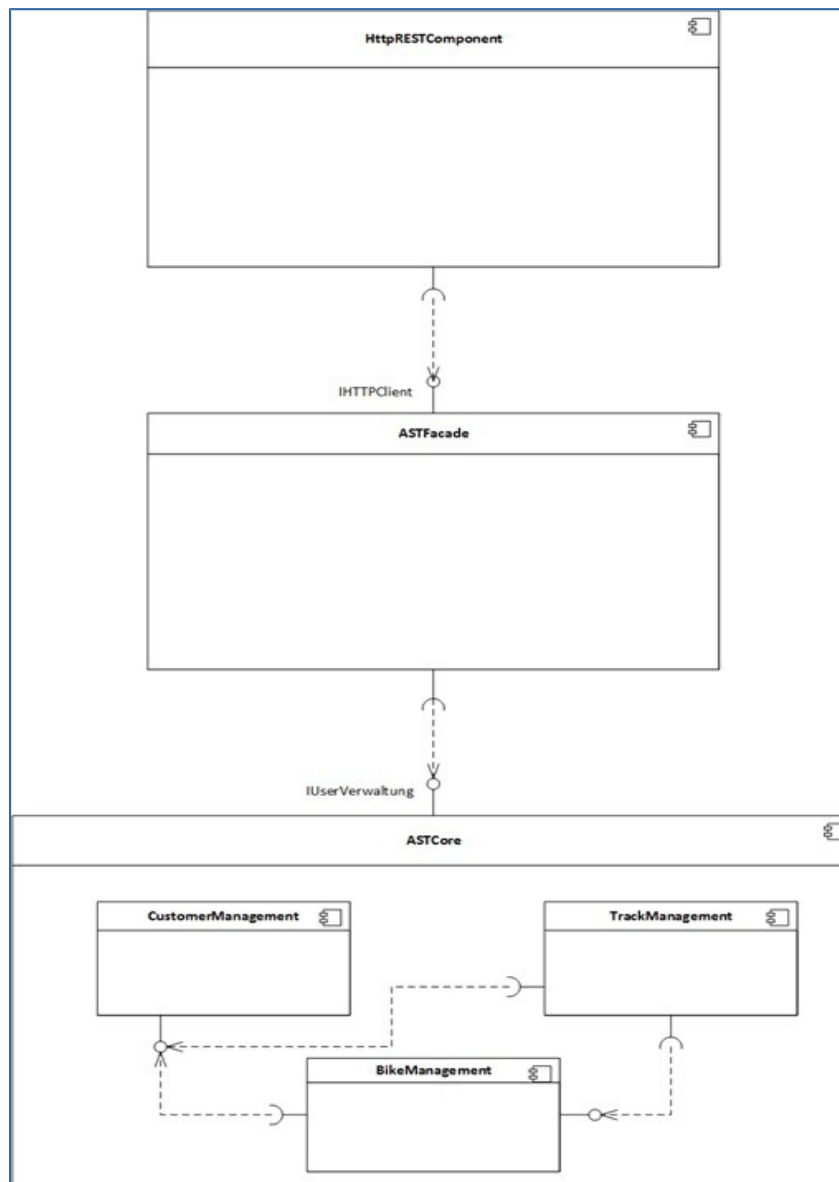 HttpRESTComponent
IHTTPClient
ASTFacade
IUserVerwaltung
ASTCore
CustomerManagement
TrackManagement
BikeManagement